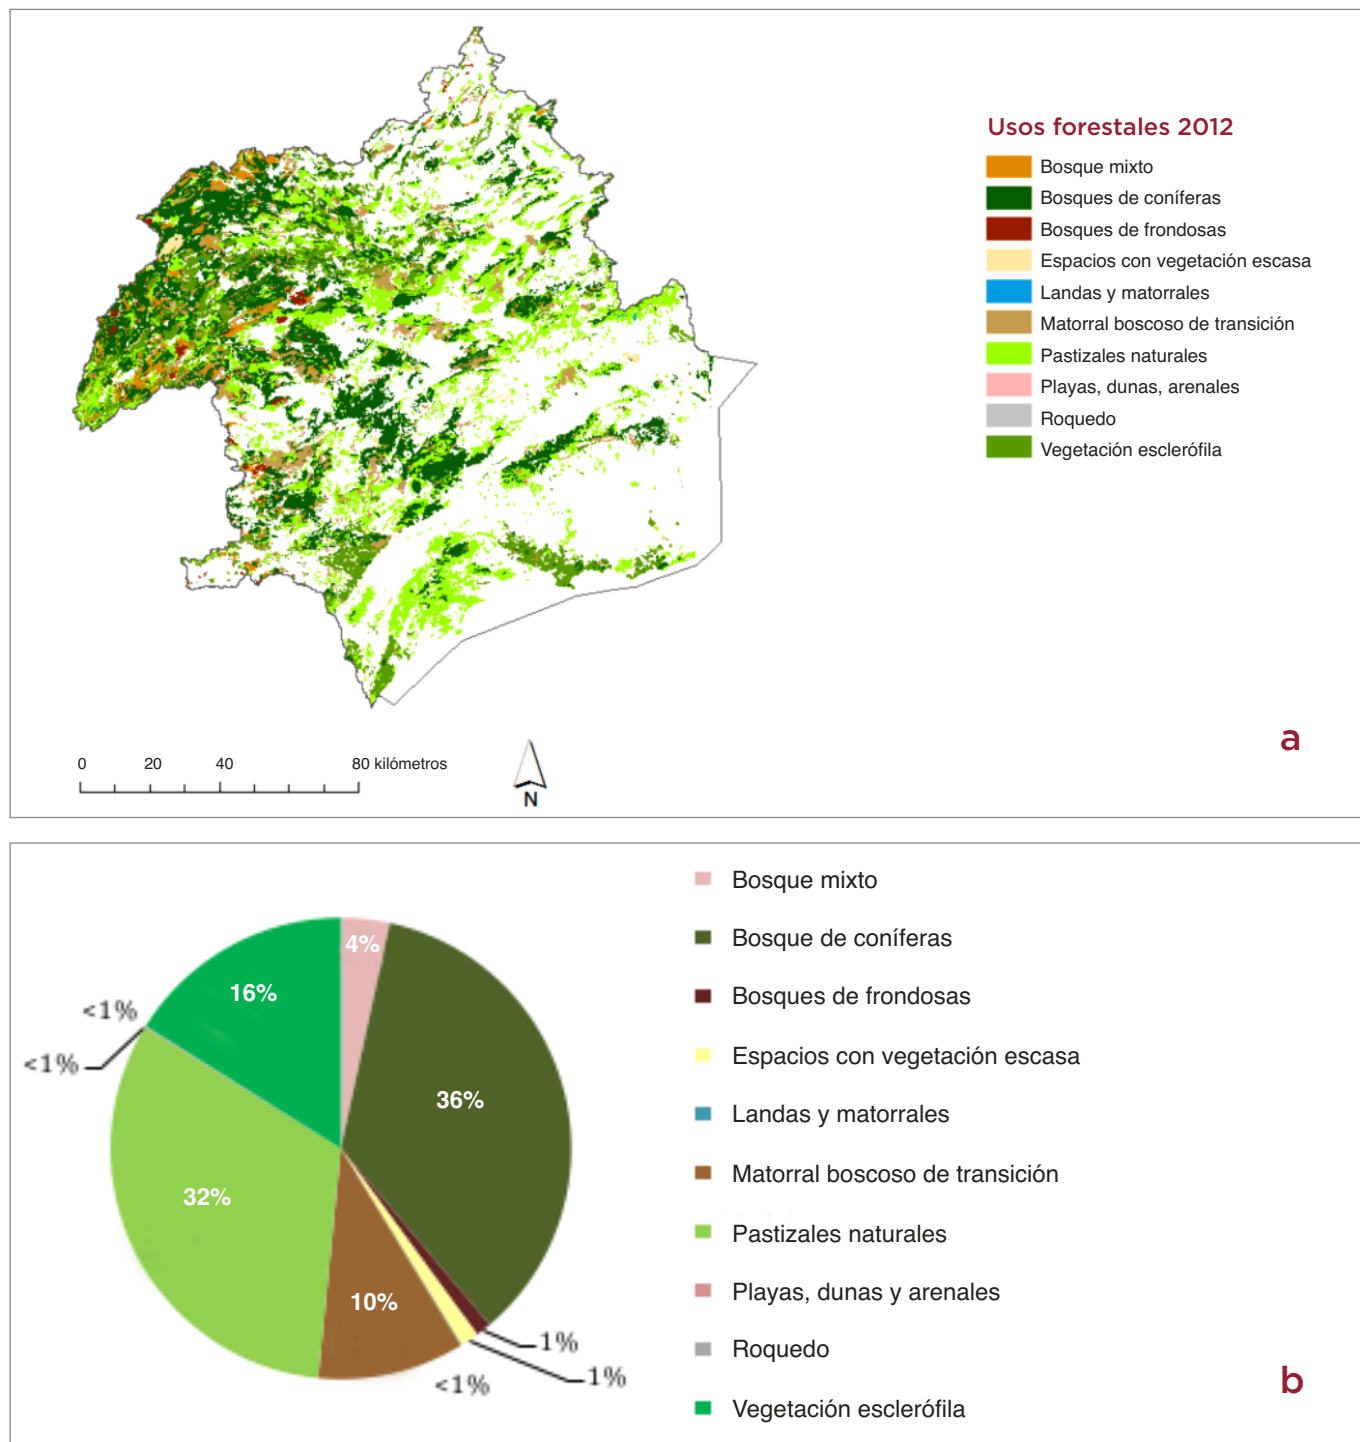 Usos forestales 2012
Bosque mixto
Bosques de coníferas
Bosques de frondosas
Espacios con vegetación escasa
Landas y matorrales
Matorral boscoso de transición
Pastizales naturales
Playas, dunas, arenales
Roquedo
Vegetación esclerófila
a
0 20 40 80 kilómetros
N
4%
36%
1%
1%
<1%
10%
32%
<1%
<1%
16%
Bosque mixto
Bosque de coníferas
Bosques de frondosas
Espacios con vegetación escasa
Landas y matorrales
Matorral boscoso de transición
Pastizales naturales
Playas, dunas y arenales
Roquedo
Vegetación esclerófila
b